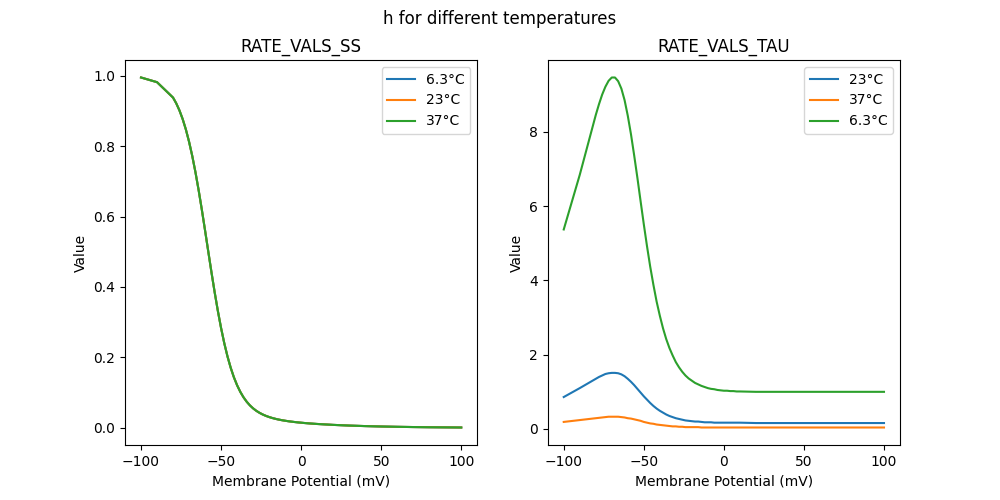 h for different temperatures
RATE_VALS_SS
1.0
0.8
0.6
0.4
0.2
0.0
Value
−100
−50
0
50
100
Membrane Potential (mV)
6.3°C
23°C
37°C
RATE_VALS_TAU
8
6
4
2
0
Value
−100
−50
0
50
100
Membrane Potential (mV)
23°C
37°C
6.3°C